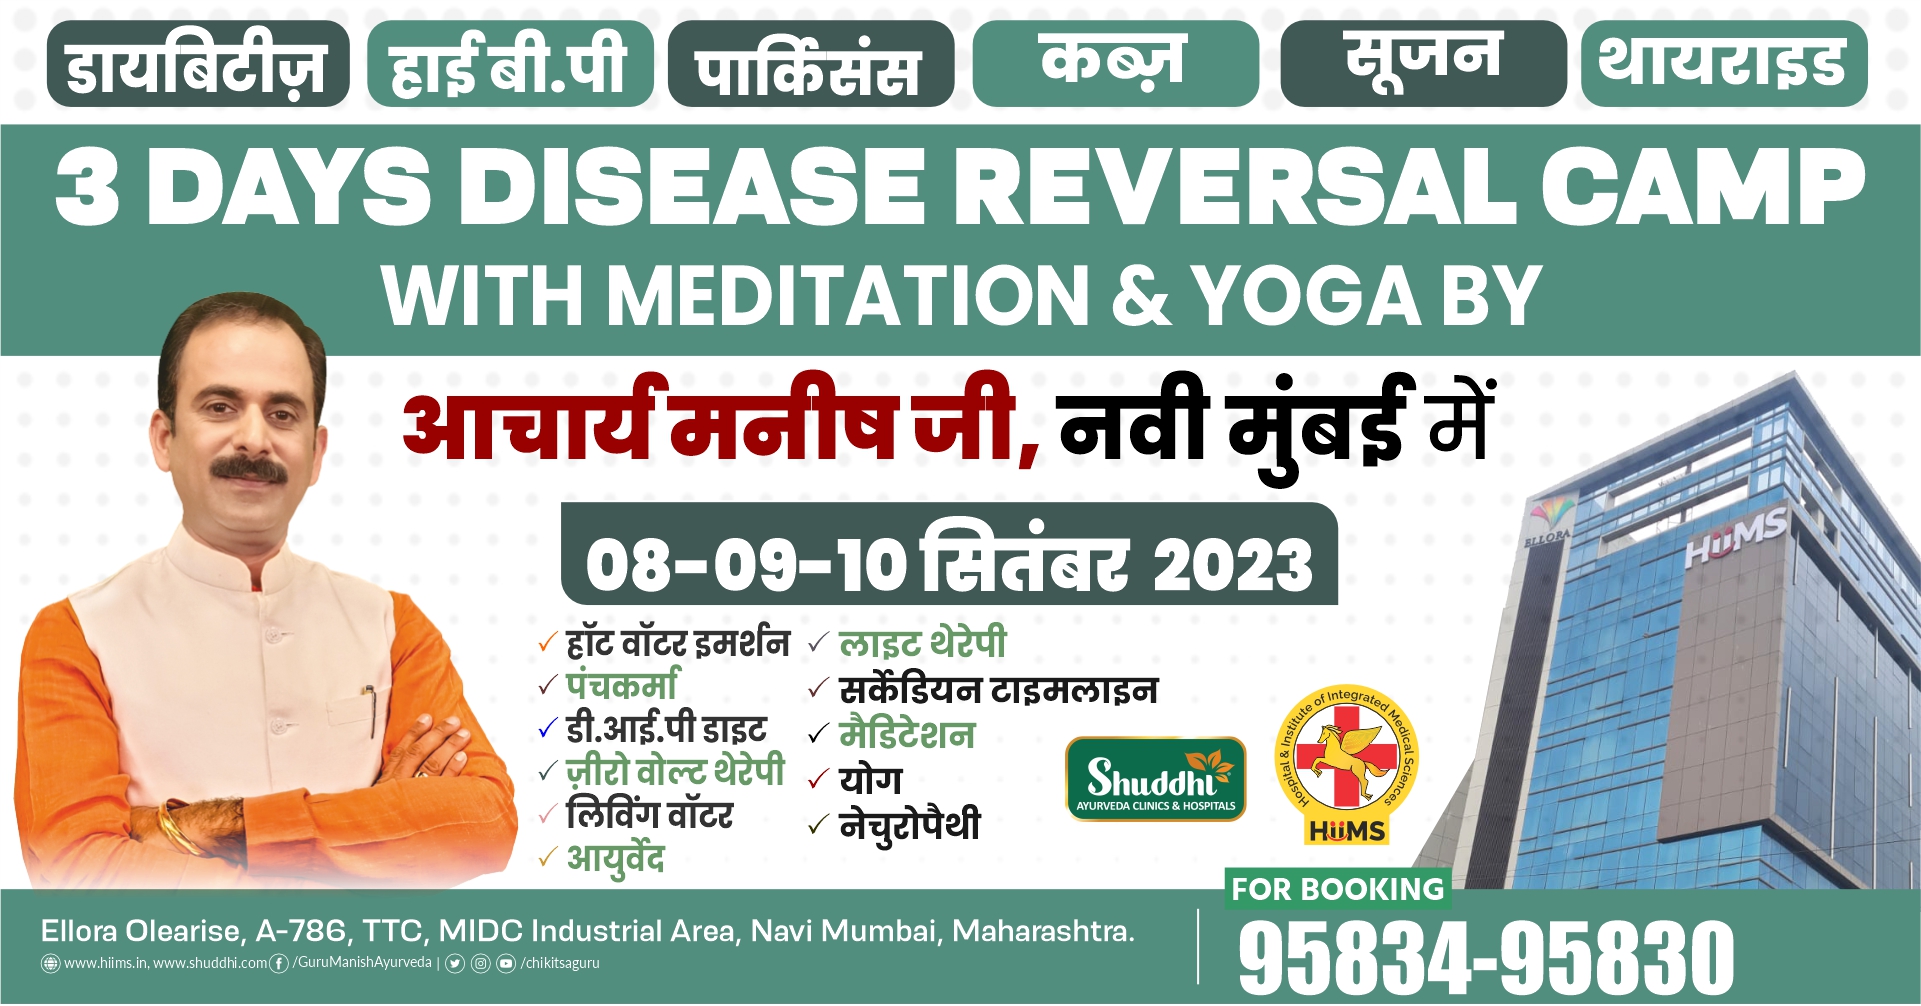 डायबिटीज़ हाई बी.पी पार्किसंस कब्ज़ सूजन थायराइड
3 DAYS DISEASE REVERSAL CAMP
WITH MEDITATION & YOGA BY
आचार्य मनीष जी, नवी मुंबई में
08-09-10 सितंबर 2023
हॉट वॉटर इमर्शन
पंचकर्मा
डी.आई.पी डाइट
ज़ीरो वोल्ट थेरेपी
लिविंग वॉटर
आयुर्वेद
लाइट थेरेपी
सर्केडियन टाइमलाइन
मैडिटेशन
योग
नेचुरोपैथी
Shuddhi
AYURVEDA CLINICS & HOSPITALS
Hospital & Institute of Integrated Medical Sciences
HiiMS
ELLORA
HiiMS
FOR BOOKING
95834-95830
Ellora Olearise, A-786, TTC, MIDC Industrial Area, Navi Mumbai, Maharashtra.
www.hiims.in, www.shuddhi.com /GuruManishAyurveda | /chikitsaguru